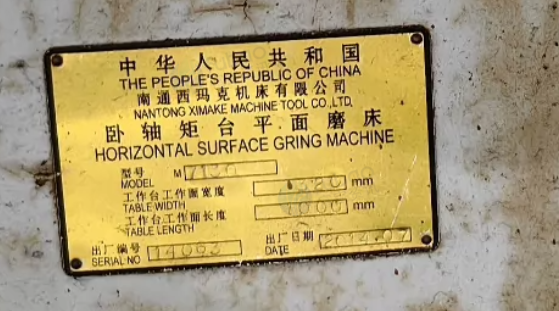 中华人民共和国
THE PEOPLE'S REPUBLIC OF CHINA
南通西玛克机床有限公司
NANTONG XIMAKE MACHINE TOOL CO.,LTD.
卧轴矩台平面磨床
HORIZONTAL SURFACE GRING MACHINE
型号
MODEL M
工作台工作面宽度
TABLE WIDTH mm
工作台工作面长度
TABLE LENGTH 1000 mm
出厂编号
SERIAL NO
出厂日期
DATE 2014.07